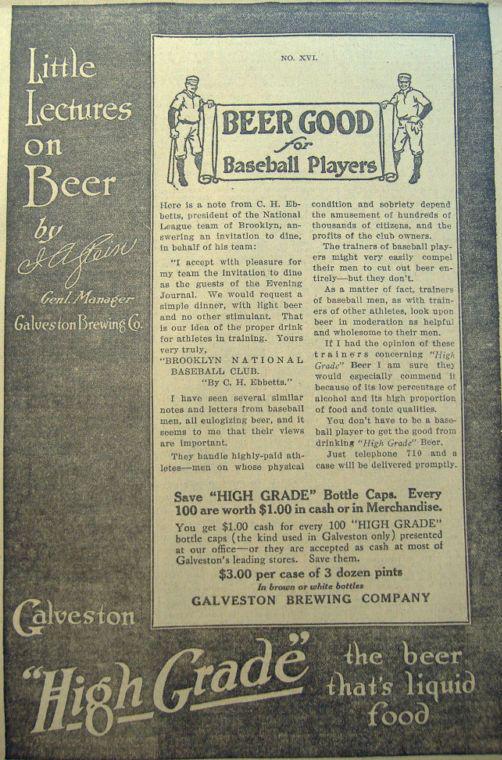 Little
Lectures
on
Beer
by
Genl. Manager
Galveston Brewing Co.
NO. XVI.
BEER GOOD
for
Baseball Players
Here is a note from C. H. Eb-
betts, president of the National
League team of Brooklyn, an-
swering an invitation to dine,
in behalf of his team:
"I accept with pleasure for
my team the invitation to dine
as the guests of the Evening
Journal. We would request a
simple dinner, with light beer
and no other stimulant. That
is our idea of the proper drink
for athletes in training. Yours
very truly,
"BROOKLYN NATIONAL
BASEBALL CLUB.
"By C. H. Ebbetts."
I have seen several similar
notes and letters from baseball
men, all eulogizing beer, and it
seems to me that their views
are important.
They handle highly-paid ath-
letes—men on whose physical
condition and sobriety depend
the amusement of hundreds of
thousands of citizens, and the
profits of the club owners.
The trainers of baseball play-
ers might very easily compel
their men to cut out beer en-
tirely—but they don't.
As a matter of fact, trainers
of baseball men, as with train-
ers of other athletes, look upon
beer in moderation as helpful
and wholesome to their men.
If I had the opinion of these
trainers concerning "High
Grade" Beer I am sure they
would especially commend it
because of its low percentage of
alcohol and its high proportion
of food and tonic qualities.
You don't have to be a base-
ball player to get the good from
drinking "High Grade" Beer.
Just telephone 710 and a
case will be delivered promptly.
Save "HIGH GRADE" Bottle Caps. Every
100 are worth $1.00 in cash or in Merchandise.
You get $1.00 cash for every 100 "HIGH GRADE"
bottle caps (the kind used in Galveston only) presented
at our office—or they are accepted as cash at most of
Galveston's leading stores. Save them.
$3.00 per case of 3 dozen pints
In brown or white bottles
GALVESTON BREWING COMPANY
Galveston
"High Grade"
the beer
that's liquid
food